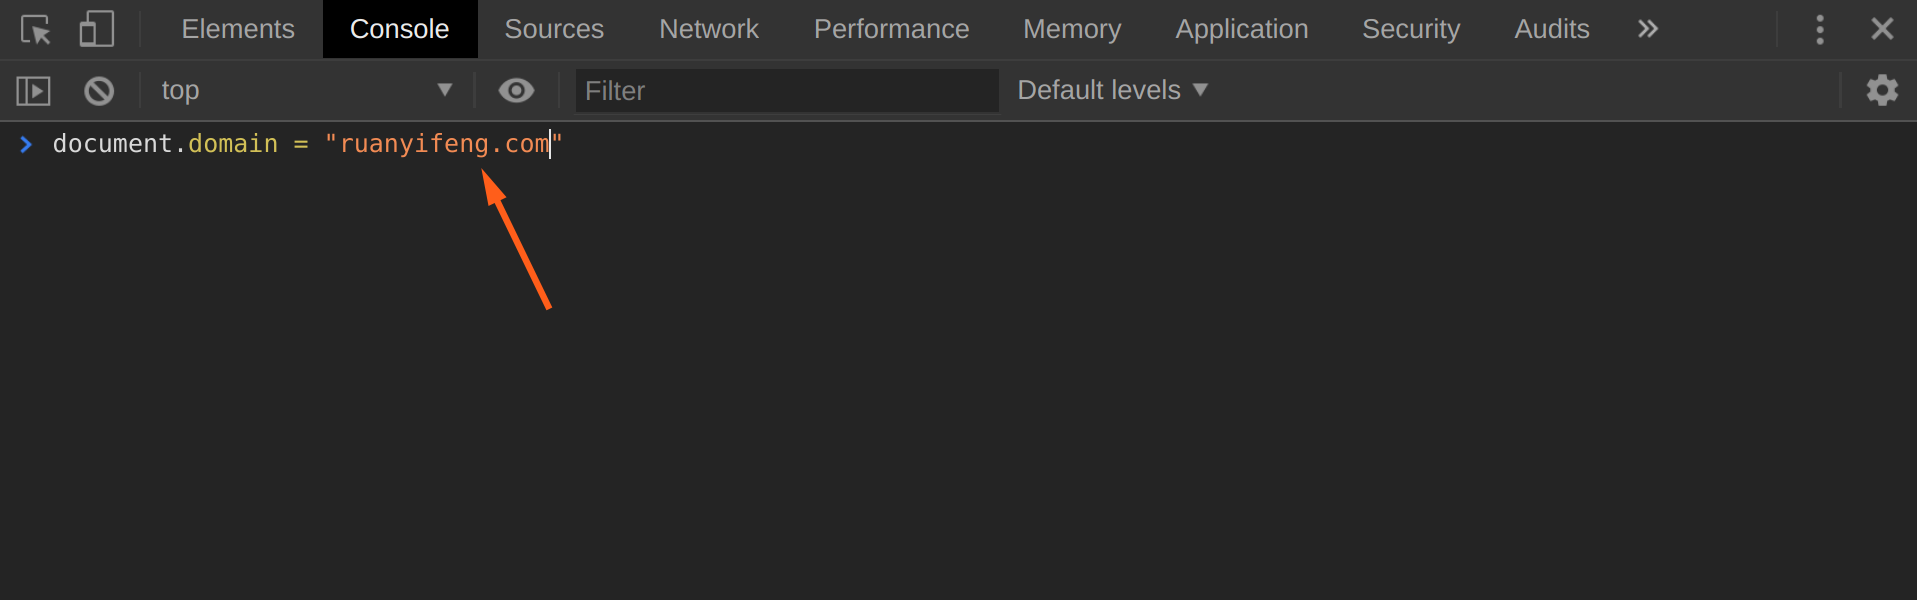 Elements Console Sources Network Performance Memory Application Security Audits
top Filter Default levels
document.domain = "ruanyifeng.com"